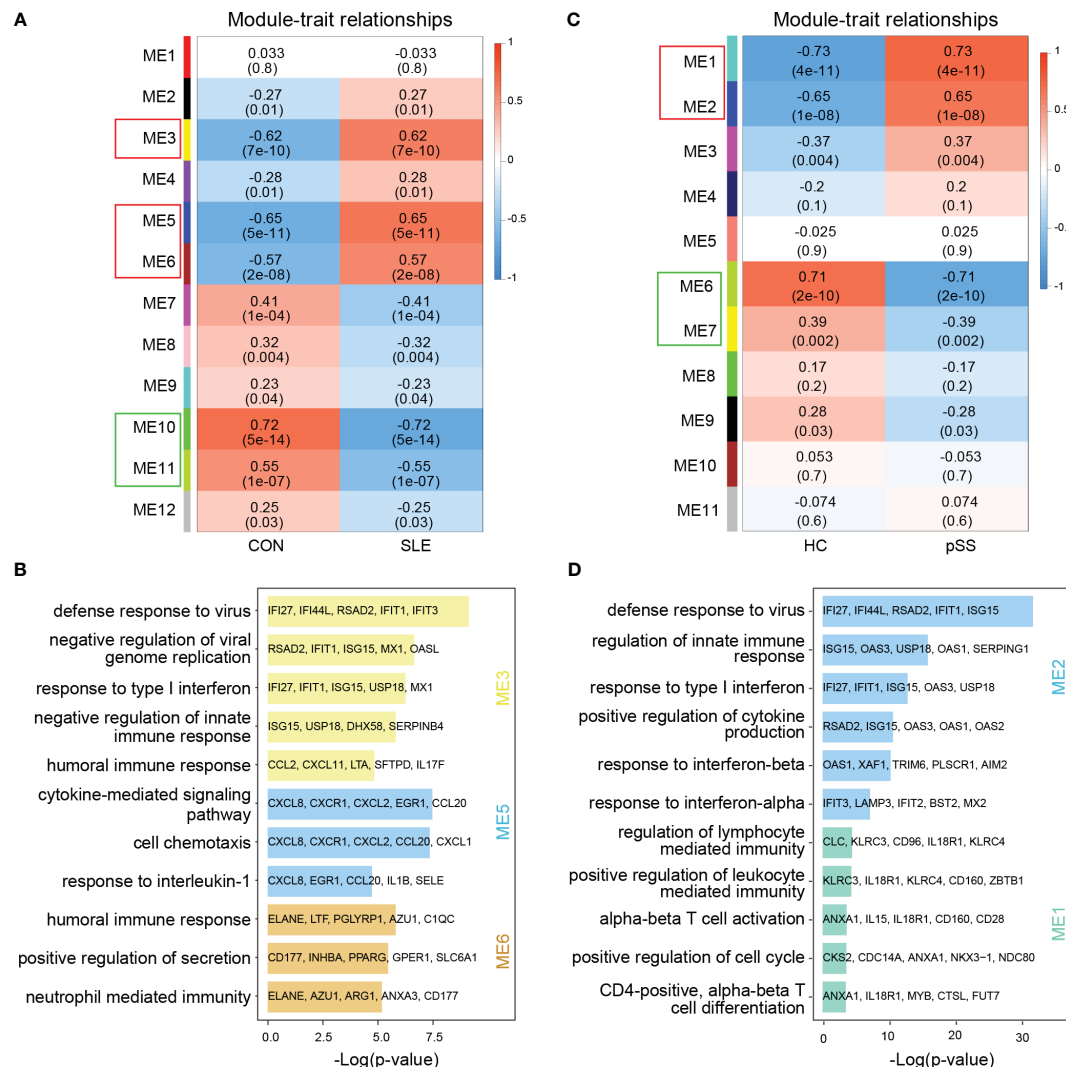 A
Module-trait relationships
ME1
0.033
-0.033
(0.8)
(0.8)
ME2
-0.27
0.27
(0.01)
(0.01)
ME3
-0.62
0.62
(7e-10)
(7e-10)
ME4
-0.28
0.28
(0.01)
(0.01)
ME5
-0.65
0.65
(5e-11)
(5e-11)
ME6
-0.57
0.57
(2e-08)
(2e-08)
ME7
0.41
-0.41
(1e-04)
(1e-04)
ME8
0.32
-0.32
(0.004)
(0.004)
ME9
0.23
-0.23
(0.04)
(0.04)
ME10
0.72
-0.72
(5e-14)
(5e-14)
ME11
0.55
-0.55
(1e-07)
(1e-07)
ME12
0.25
-0.25
(0.03)
(0.03)
CON
SLE
1
0.5
0
-0.5
-1
C
Module-trait relationships
ME1
-0.73
0.73
(4e-11)
(4e-11)
ME2
-0.65
0.65
(1e-08)
(1e-08)
ME3
-0.37
0.37
(0.004)
(0.004)
ME4
-0.2
0.2
(0.1)
(0.1)
ME5
-0.025
0.025
(0.9)
(0.9)
ME6
0.71
-0.71
(2e-10)
(2e-10)
ME7
0.39
-0.39
(0.002)
(0.002)
ME8
0.17
-0.17
(0.2)
(0.2)
ME9
0.28
-0.28
(0.03)
(0.03)
ME10
0.053
-0.053
(0.7)
(0.7)
ME11
-0.074
0.074
(0.6)
(0.6)
HC
pSS
1
0.5
0
-0.5
-1
B
defense response to virus
IFI27, IFI44L, RSAD2, IFIT1, IFIT3
negative regulation of viral
genome replication
RSAD2, IFIT1, ISG15, MX1, OASL
response to type I interferon
IFI27, IFIT1, ISG15, USP18, MX1
negative regulation of innate
immune response
ISG15, USP18, DHX58, SERPINB4
humoral immune response
CCL2, CXCL11, LTA, SFTPD, IL17F
ME3
cytokine-mediated signaling
pathway
CXCL8, CXCR1, CXCL2, EGR1, CCL20
cell chemotaxis
CXCL8, CXCR1, CXCL2, CCL20, CXCL1
response to interleukin-1
CXCL8, EGR1, CCL20, IL1B, SELE
ME5
humoral immune response
ELANE, LTF, PGLYRP1, AZU1, C1QC
positive regulation of secretion
CD177, INHBA, PPARG, GPER1, SLC6A1
neutrophil mediated immunity
ELANE, AZU1, ARG1, ANXA3, CD177
ME6
0.0
2.5
5.0
7.5
-Log(p-value)
D
defense response to virus
IFI27, IFI44L, RSAD2, IFIT1, ISG15
regulation of innate immune
response
ISG15, OAS3, USP18, OAS1, SERPING1
response to type I interferon
IFI27, IFIT1, ISG15, OAS3, USP18
positive regulation of cytokine
production
RSAD2, ISG15, OAS3, OAS1, OAS2
response to interferon-beta
OAS1, XAF1, TRIM6, PLSCR1, AIM2
response to interferon-alpha
IFIT3, LAMP3, IFIT2, BST2, MX2
ME2
regulation of lymphocyte
mediated immunity
CLC, KLRC3, CD96, IL18R1, KLRC4
positive regulation of leukocyte
mediated immunity
KLRC3, IL18R1, KLRC4, CD160, ZBTB1
alpha-beta T cell activation
ANXA1, IL15, IL18R1, CD160, CD28
positive regulation of cell cycle
CKS2, CDC14A, ANXA1, NKX3−1, NDC80
CD4-positive, alpha-beta T
cell differentiation
ANXA1, IL18R1, MYB, CTSL, FUT7
ME1
0
10
20
30
-Log(p-value)